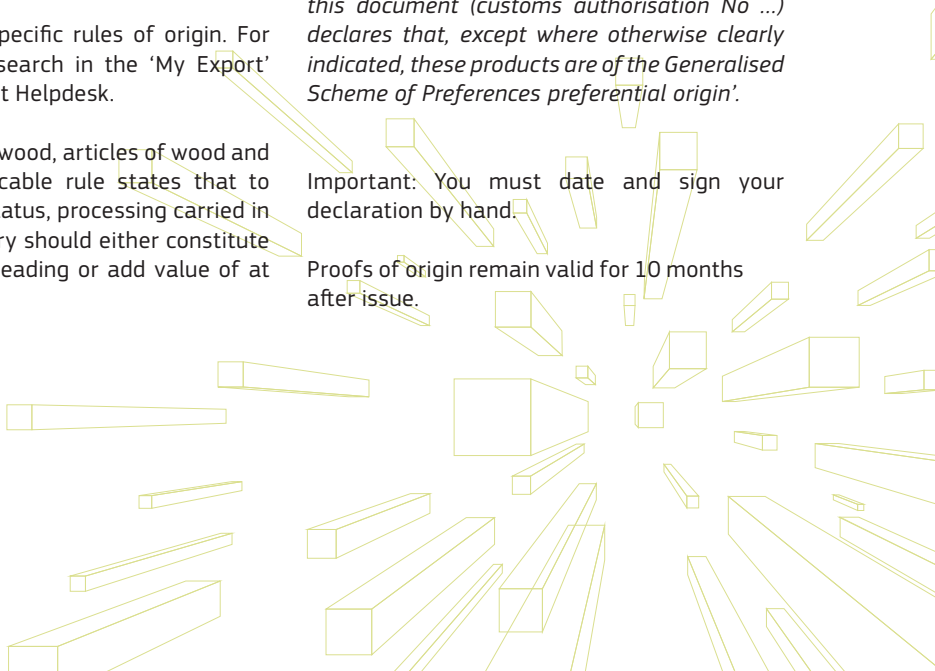 pecific rules of origin. For
search in the ‘My Export’
t Helpdesk.
wood, articles of wood and
cable rule states that to
atus, processing carried in
ry should either constitute
eading or add value of at
this document (customs authorisation No ...)
declares that, except where otherwise clearly
indicated, these products are of the Generalised
Scheme of Preferences preferential origin’.
Important: You must date and sign your
declaration by hand.
Proofs of origin remain valid for 10 months
after issue.